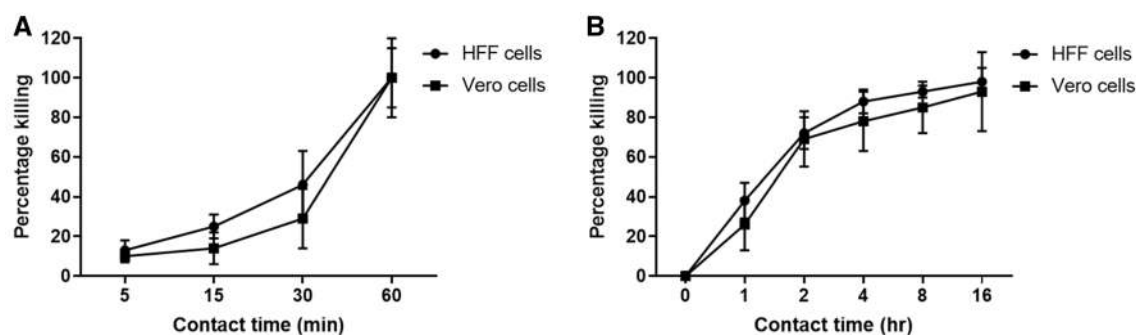 A
Percentage killing
120
100
80
60
40
20
0
5 15 30 60
Contact time (min)
HFF cells
Vero cells
B
Percentage killing
120
100
80
60
40
20
0
0 1 2 4 8 16
Contact time (hr)
HFF cells
Vero cells